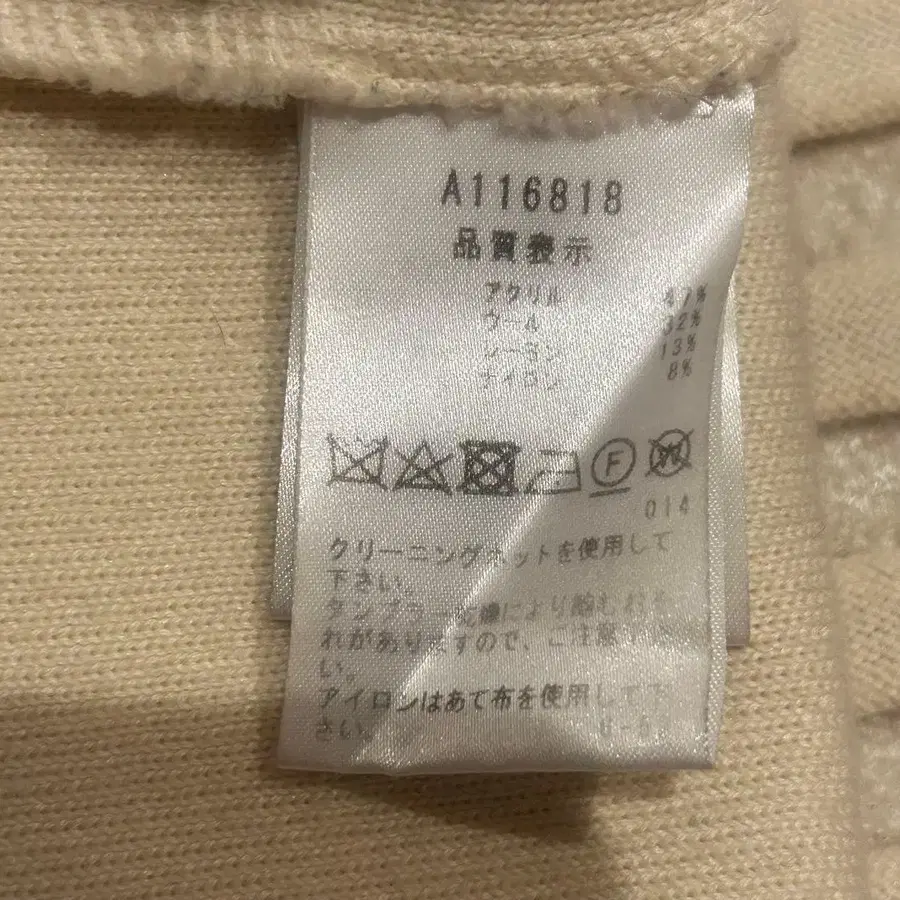 A116818
品質表示
アクリル 47%
ウール 32%
レーヨン 13%
ナイロン 8%
F
W
014
クリーニングネットを使用して
下さい。
タンブラー乾燥により縮むおそ
れがありますので、ご注意下さ
い。
アイロンはあて布を使用して下
さい。